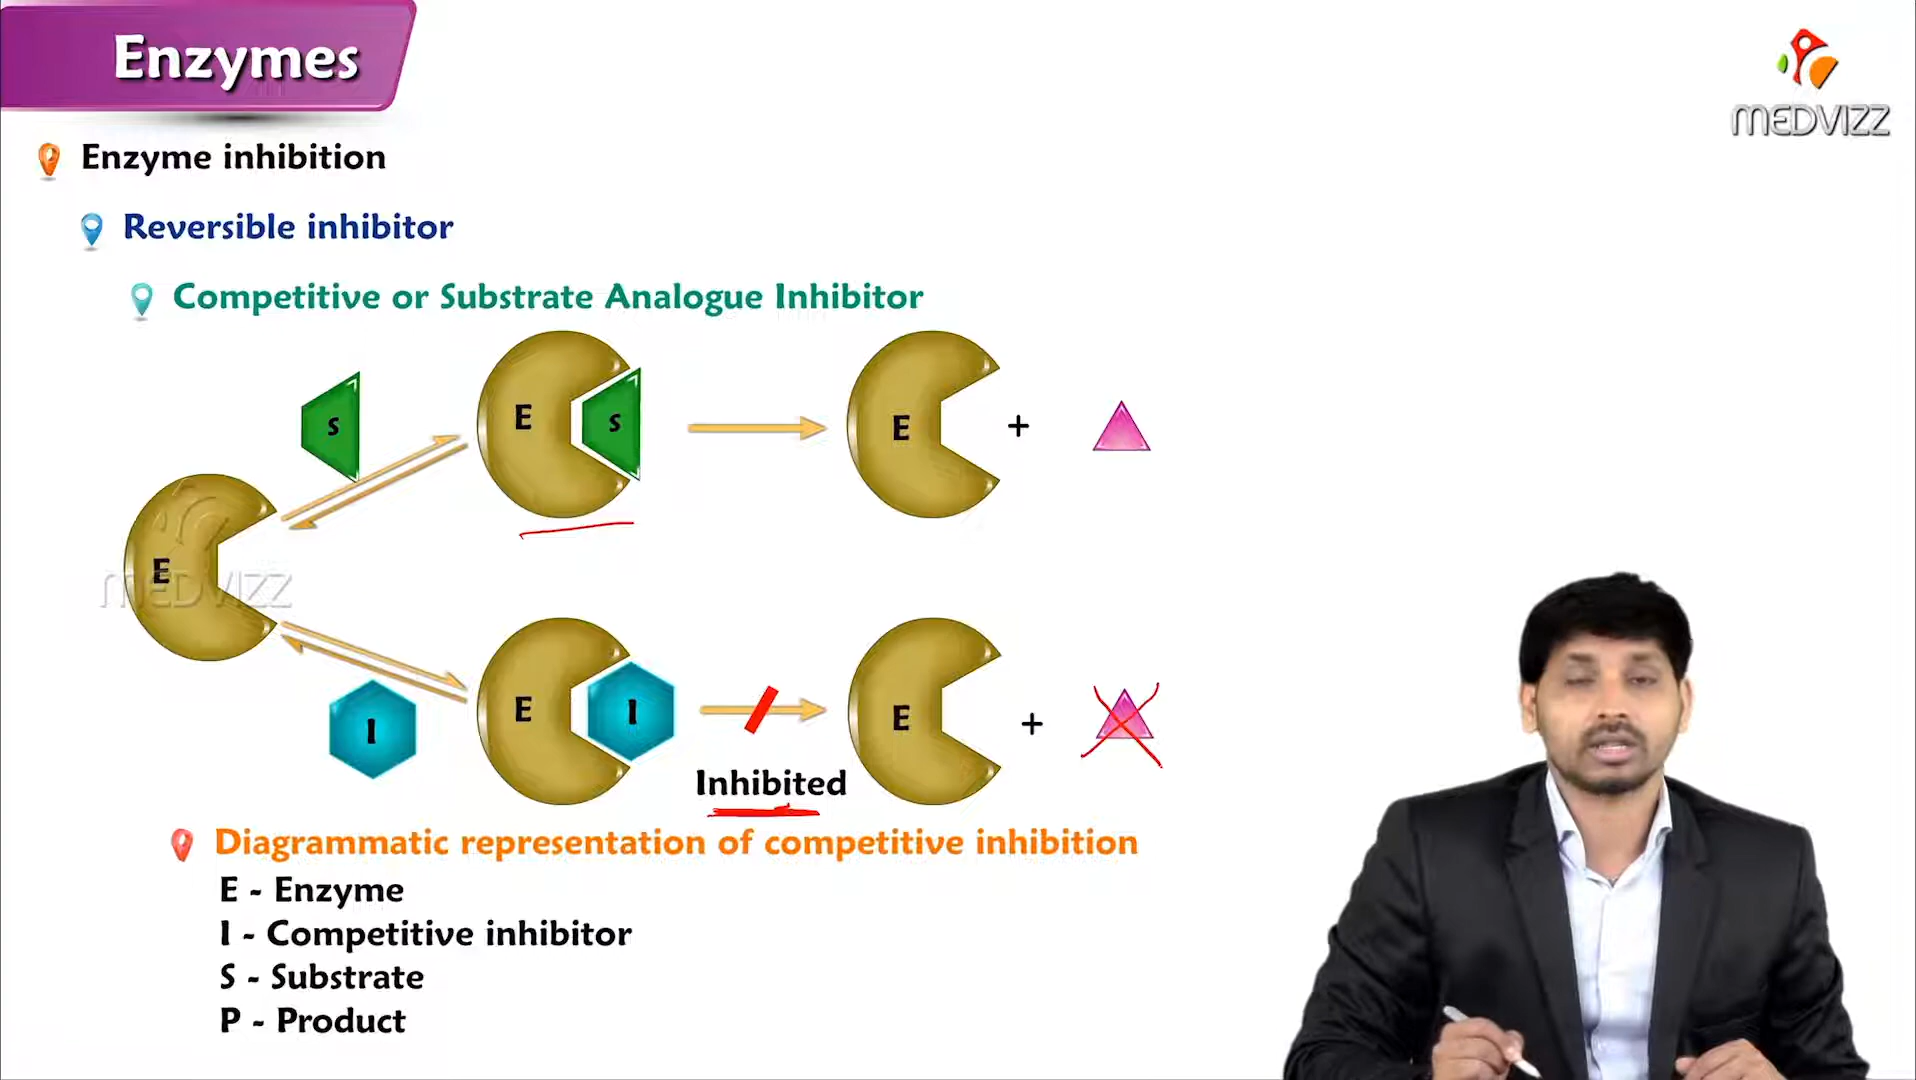 Enzymes
MEDVIZZ
Enzyme inhibition
Reversible inhibitor
Competitive or Substrate Analogue Inhibitor
S
E
S
E
+
E
MEDVIZZ
I
E
I
E
+
Inhibited
Diagrammatic representation of competitive inhibition
E - Enzyme
I - Competitive inhibitor
S - Substrate
P - Product